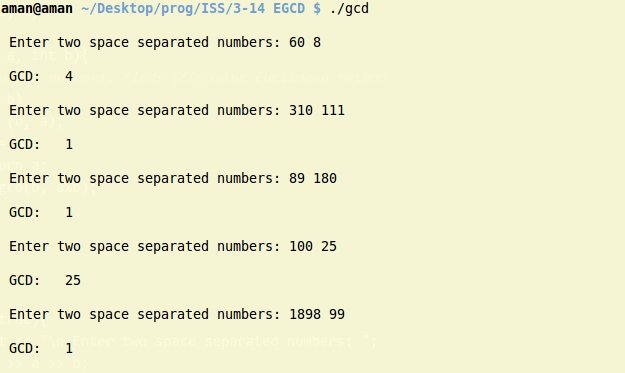 aman@aman ~/Desktop/prog/ISS/3-14 EGCD $ ./gcd
Enter two space separated numbers: 60 8
GCD: 4
Enter two space separated numbers: 310 111
GCD: 1
Enter two space separated numbers: 89 180
GCD: 1
Enter two space separated numbers: 100 25
GCD: 25
Enter two space separated numbers: 1898 99
GCD: 1